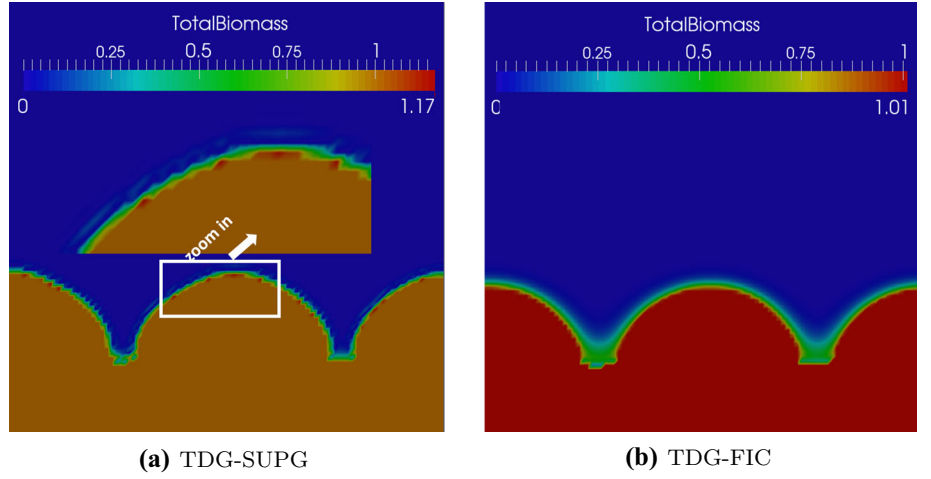 TotalBiomass
0.25 0.5 0.75 1
0 1.17
zoom in
(a) TDG-SUPG
TotalBiomass
0.25 0.5 0.75 1
0 1.01
(b) TDG-FIC